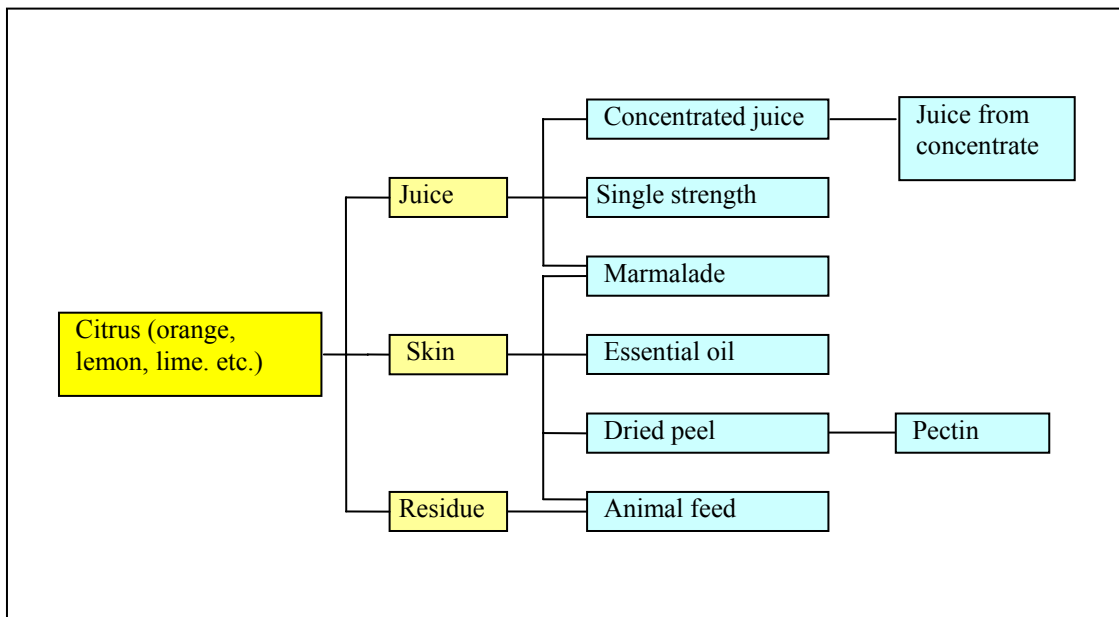 Concentrated juice
Juice from
concentrate
Juice
Single strength
Marmalade
Citrus (orange,
lemon, lime. etc.)
Skin
Essential oil
Dried peel
Pectin
Residue
Animal feed